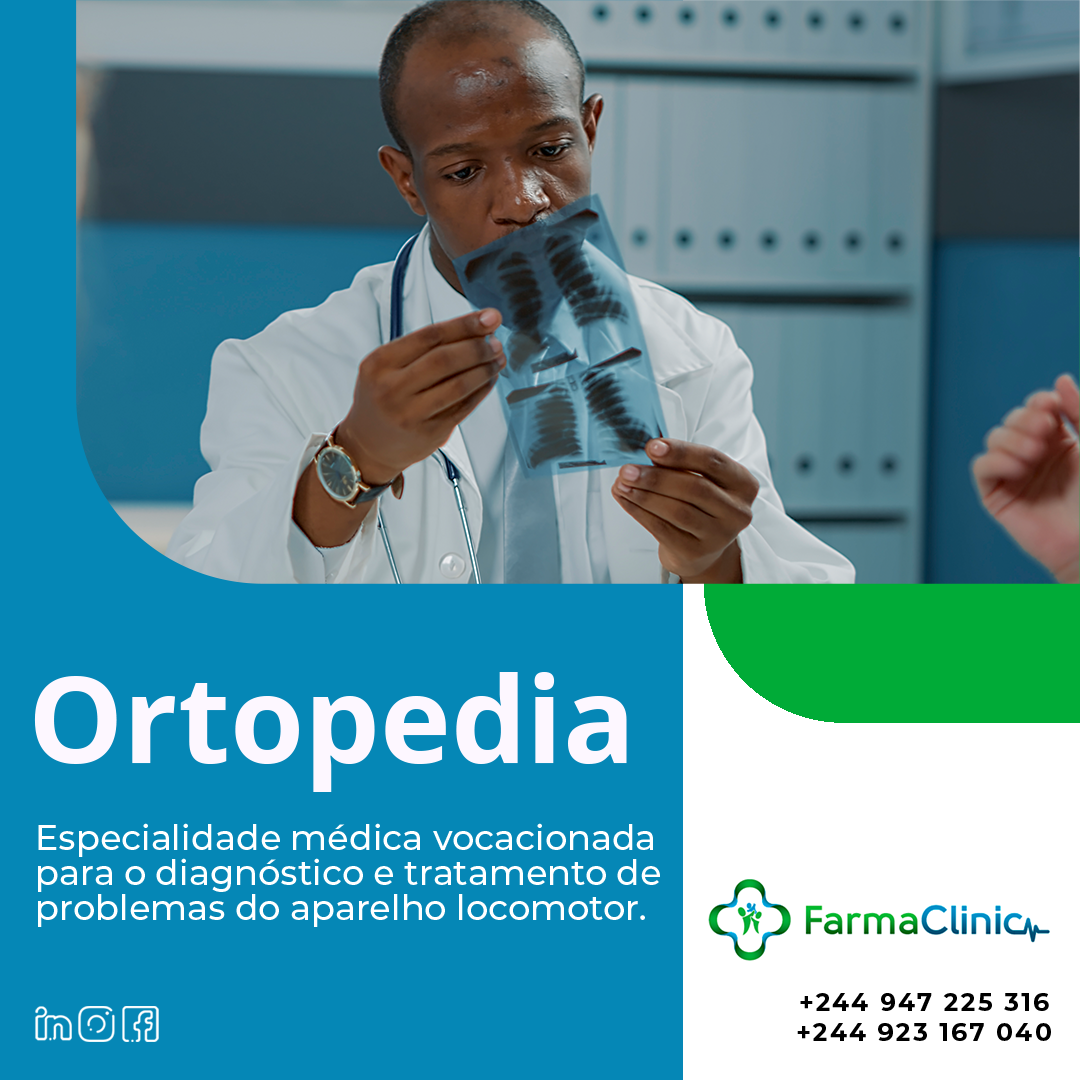 Ortopedia
Especialidade médica vocacionada
para o diagnóstico e tratamento de
problemas do aparelho locomotor.
FarmaClinic
+244 947 225 316
+244 923 167 040
in